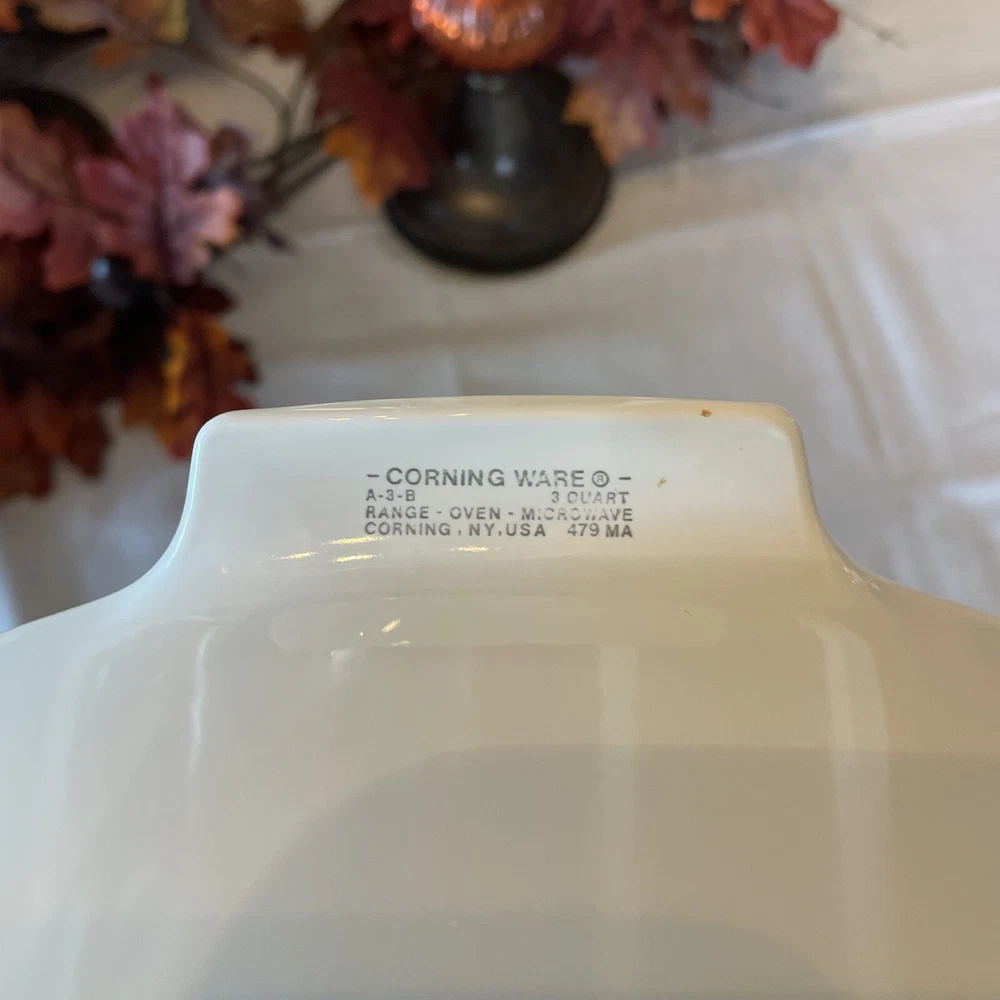 - CORNING WARE ® -
A-3-B 3 QUART
RANGE - OVEN - MICROWAVE
CORNING , NY, USA 479 MA